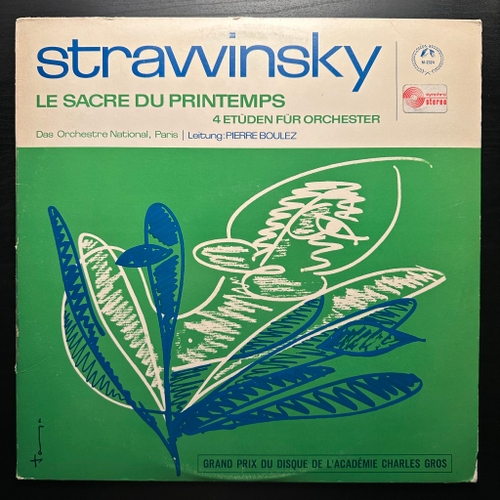 strawinsky
LE SACRE DU PRINTEMPS
4 ETÜDEN FÜR ORCHESTER
Das Orchestre National, Paris | Leitung: PIERRE BOULEZ
stereo
GRAND PRIX DU DISQUE DE L'ACADÉMIE CHARLES GROS